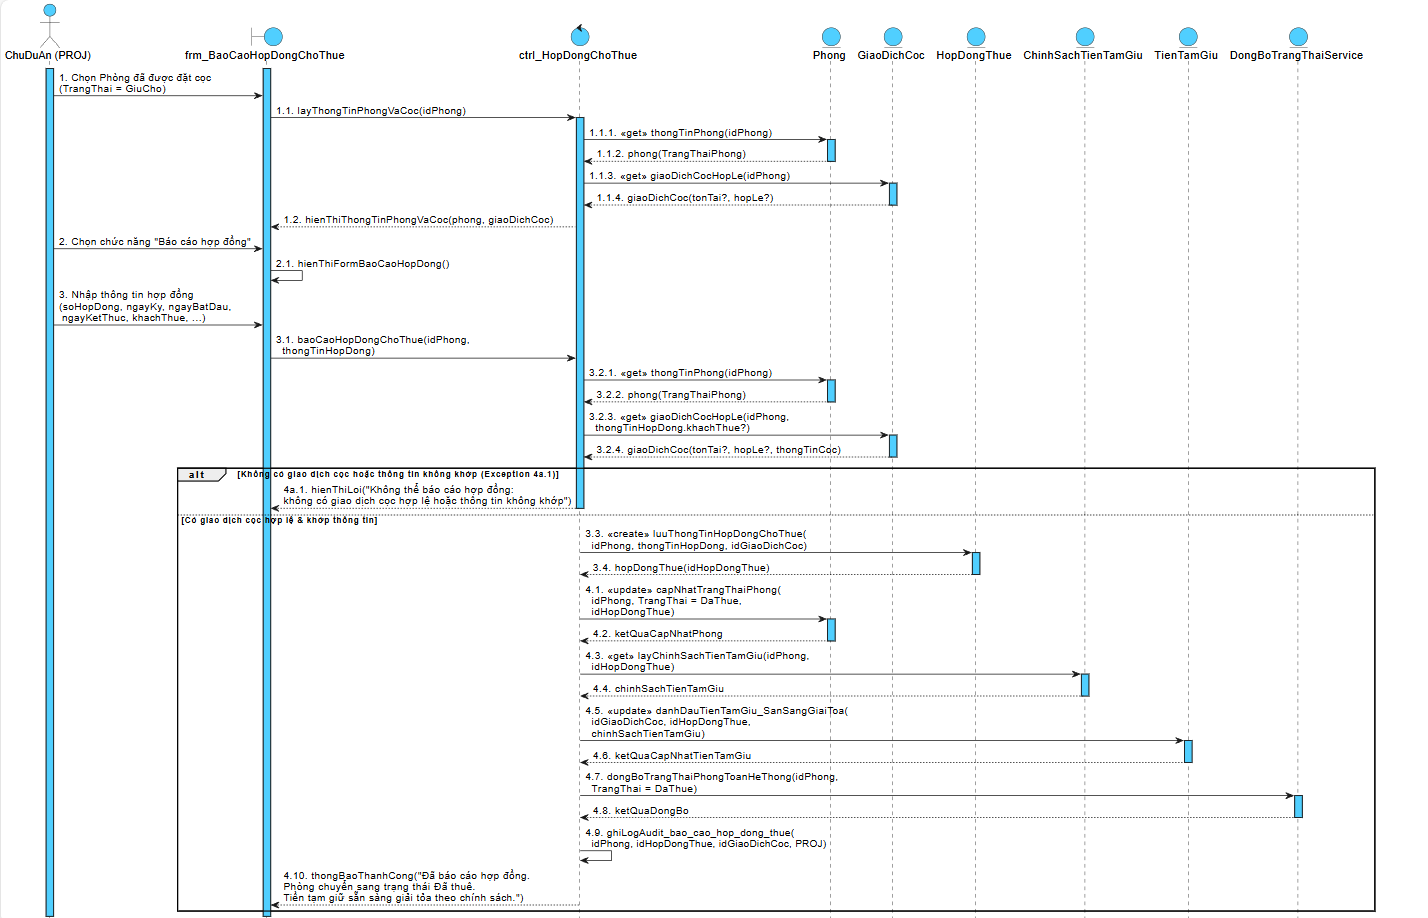 ChuDuAn (PROJ)
frm_BaoCaoHopDongChoThue
ctrl_HopDongChoThue
Phong
GiaoDichCoc
HopDongThue
ChinhSachTienTamGiu
TienTamGiu
DongBoTrangThaiService
1. Chọn Phòng đã được đặt cọc
(TrangThai = GiuCho)
1.1. layThongTinPhongVaCoc(idPhong)
1.1.1. «get» thongTinPhong(idPhong)
1.1.2. phong(TrangThaiPhong)
1.1.3. «get» giaoDichCocHopLe(idPhong)
1.1.4. giaoDichCoc(tonTai?, hopLe?)
1.2. hienThiThongTinPhongVaCoc(phong, giaoDichCoc)
2. Chọn chức năng "Báo cáo hợp đồng"
2.1. hienThiFormBaoCaoHopDong()
3. Nhập thông tin hợp đồng
(soHopDong, ngayKy, ngayBatDau,
ngayKetThuc, khachThue, ...)
3.1. baoCaoHopDongChoThue(idPhong,
thongTinHopDong)
3.2.1. «get» thongTinPhong(idPhong)
3.2.2. phong(TrangThaiPhong)
3.2.3. «get» giaoDichCocHopLe(idPhong,
thongTinHopDong.khachThue?)
3.2.4. giaoDichCoc(tonTai?, hopLe?, thongTinCoc)
alt
[Không có giao dịch cọc hoặc thông tin không khớp (Exception 4a.1)]
4a.1. hienThiLoi("Không thể báo cáo hợp đồng:
không có giao dịch cọc hợp lệ hoặc thông tin không khớp")
[Có giao dịch cọc hợp lệ & khớp thông tin]
3.3. «create» luuThongTinHopDongChoThue(
idPhong, thongTinHopDong, idGiaoDichCoc)
3.4. hopDongThue(idHopDongThue)
4.1. «update» capNhatTrangThaiPhong(
idPhong, TrangThai = DaThue,
idHopDongThue)
4.2. ketQuaCapNhatPhong
4.3. «get» layChinhSachTienTamGiu(idPhong,
idHopDongThue)
4.4. chinhSachTienTamGiu
4.5. «update» danhDauTienTamGiu_SanSangGiaiToa(
idGiaoDichCoc, idHopDongThue,
chinhSachTienTamGiu)
4.6. ketQuaCapNhatTienTamGiu
4.7. dongBoTrangThaiPhongToanHeThong(idPhong,
TrangThai = DaThue)
4.8. ketQuaDongBo
4.9. ghiLogAudit_bao_cao_hop_dong_thue(
idPhong, idHopDongThue, idGiaoDichCoc, PROJ)
4.10. thongBaoThanhCong("Đã báo cáo hợp đồng.
Phòng chuyển sang trạng thái Đã thuê.
Tiền tạm giữ sẵn sàng giải tỏa theo chính sách.")